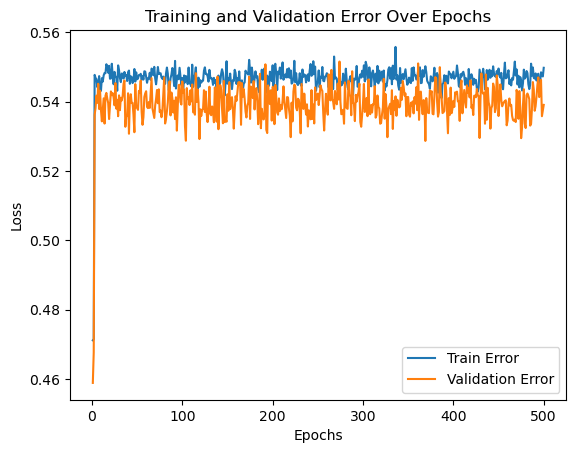 Training and Validation Error Over Epochs
0.56
0.54
0.52
0.50
0.48
0.46
Loss
0
100
200
300
400
500
Epochs
Train Error
Validation Error